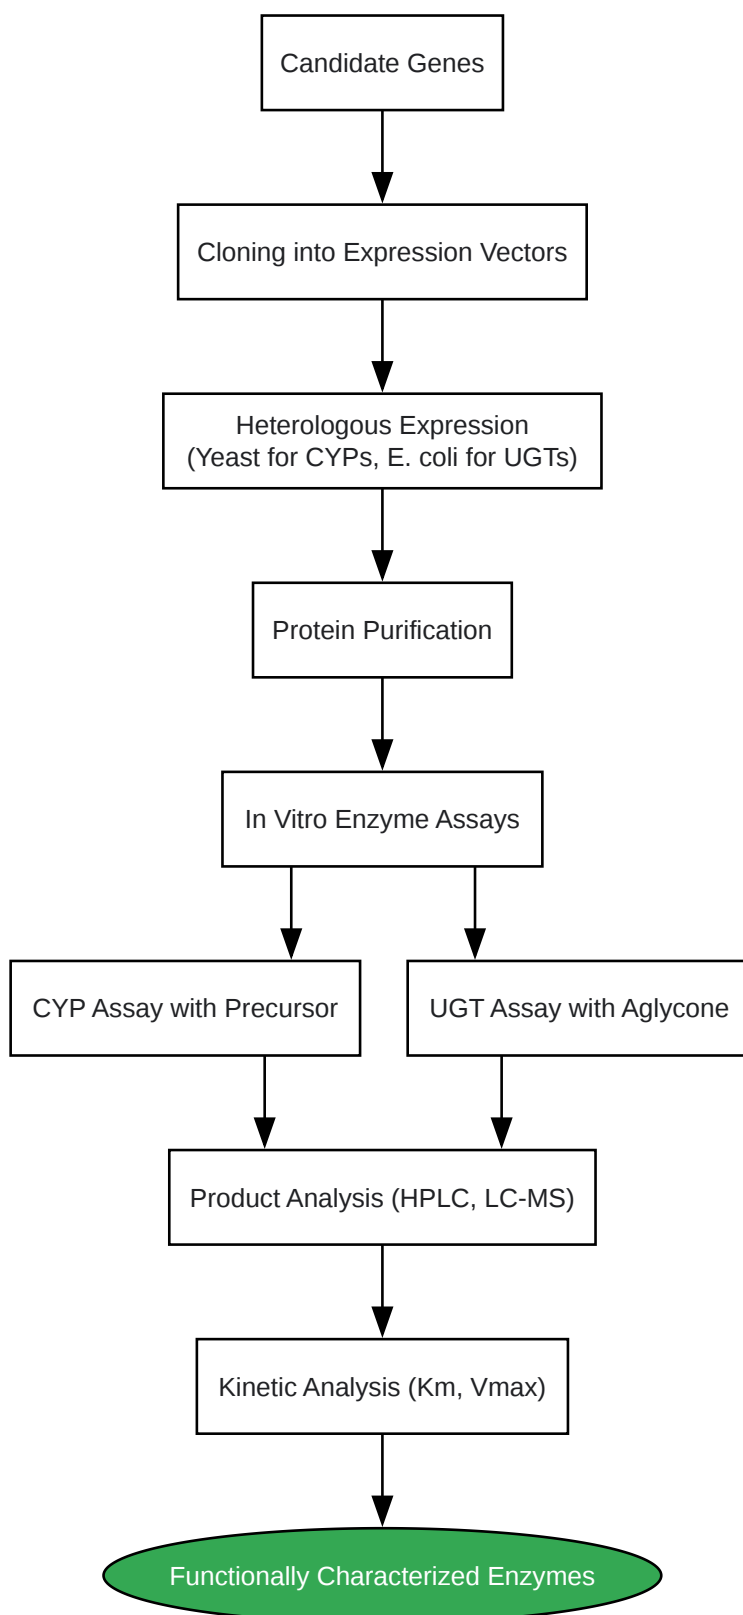 Candidate Genes
Cloning into Expression Vectors
Heterologous Expression
(Yeast for CYPs, E. coli for UGTs)
Protein Purification
In Vitro Enzyme Assays
CYP Assay with Precursor
UGT Assay with Aglycone
Product Analysis (HPLC, LC-MS)
Kinetic Analysis (Km, Vmax)
Functionally Characterized Enzymes